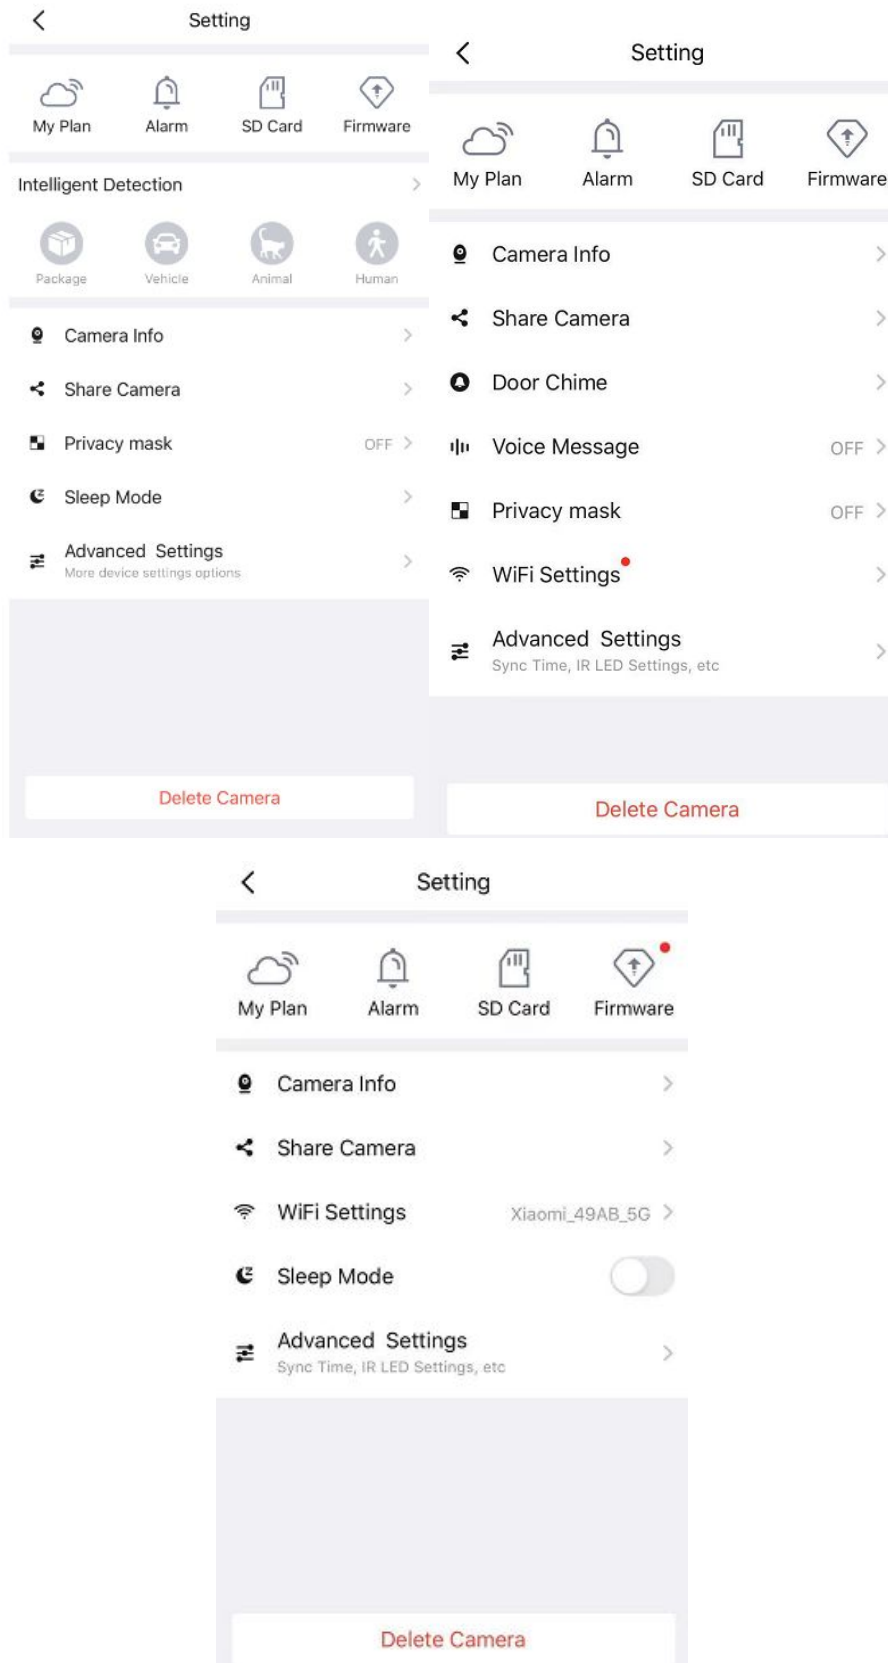 Setting
My Plan Alarm SD Card Firmware
Intelligent Detection
Package Vehicle Animal Human
Camera Info
Share Camera
Privacy mask OFF
Sleep Mode
Advanced Settings
More device settings options
Delete Camera
Setting
My Plan Alarm SD Card Firmware
Camera Info
Share Camera
Door Chime
Voice Message OFF
Privacy mask OFF
WiFi Settings
Advanced Settings
Sync Time, IR LED Settings, etc
Delete Camera
Setting
My Plan Alarm SD Card Firmware
Camera Info
Share Camera
WiFi Settings Xiaomi_49AB_5G
Sleep Mode
Advanced Settings
Sync Time, IR LED Settings, etc
Delete Camera